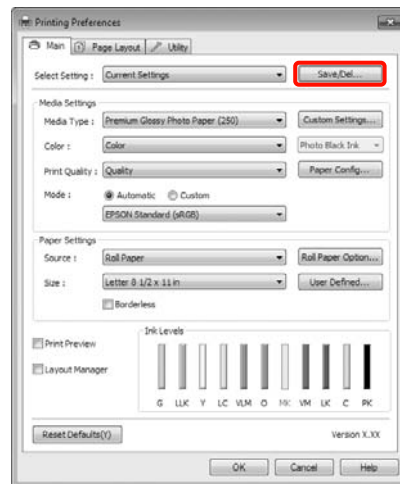 Printing Preferences
Main Page Layout Utility
Select Setting : Current Settings Save/Del...
Media Settings
Media Type : Premium Glossy Photo Paper (250) Custom Settings...
Color : Color Photo Black Ink
Print Quality : Quality Paper Config...
Mode : Automatic Custom
EPSON Standard (sRGB)
Paper Settings
Source : Roll Paper Roll Paper Option...
Size : Letter 8 1/2 x 11 in User Defined...
Borderless
Ink Levels
Print Preview
Layout Manager
G LLK Y LC VLM O MK VM LK C PK
Reset Defaults(Y) Version X.XX
OK Cancel Help